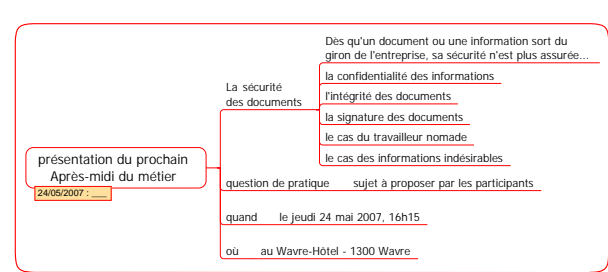 présentation du prochain
Après-midi du métier
24/05/2007 : ___
La sécurité
des documents
Dès qu'un document ou une information sort du
giron de l'entreprise, sa sécurité n'est plus assurée...
la confidentialité des informations
l'intégrité des documents
la signature des documents
le cas du travailleur nomade
le cas des informations indésirables
question de pratique
sujet à proposer par les participants
quand
le jeudi 24 mai 2007, 16h15
où
au Wavre-Hôtel - 1300 Wavre